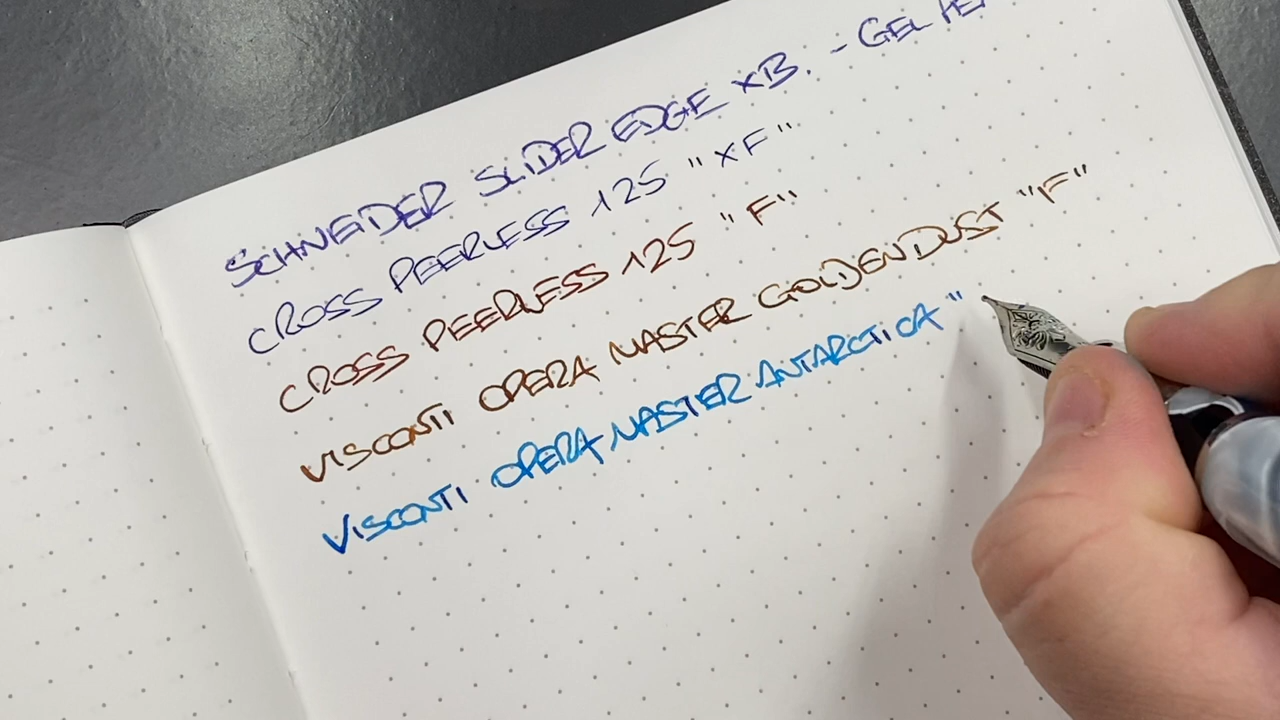 SCHNEIDER SLIDER EDGE XB. - GEL
CROSS PEERLESS 125 "XF"
CROSS PEERLESS 125 "F"
VISCONTI OPERA MASTER GOLDENDUST "F"
VISCONTI OPERA MASTER ANTARCTICA "